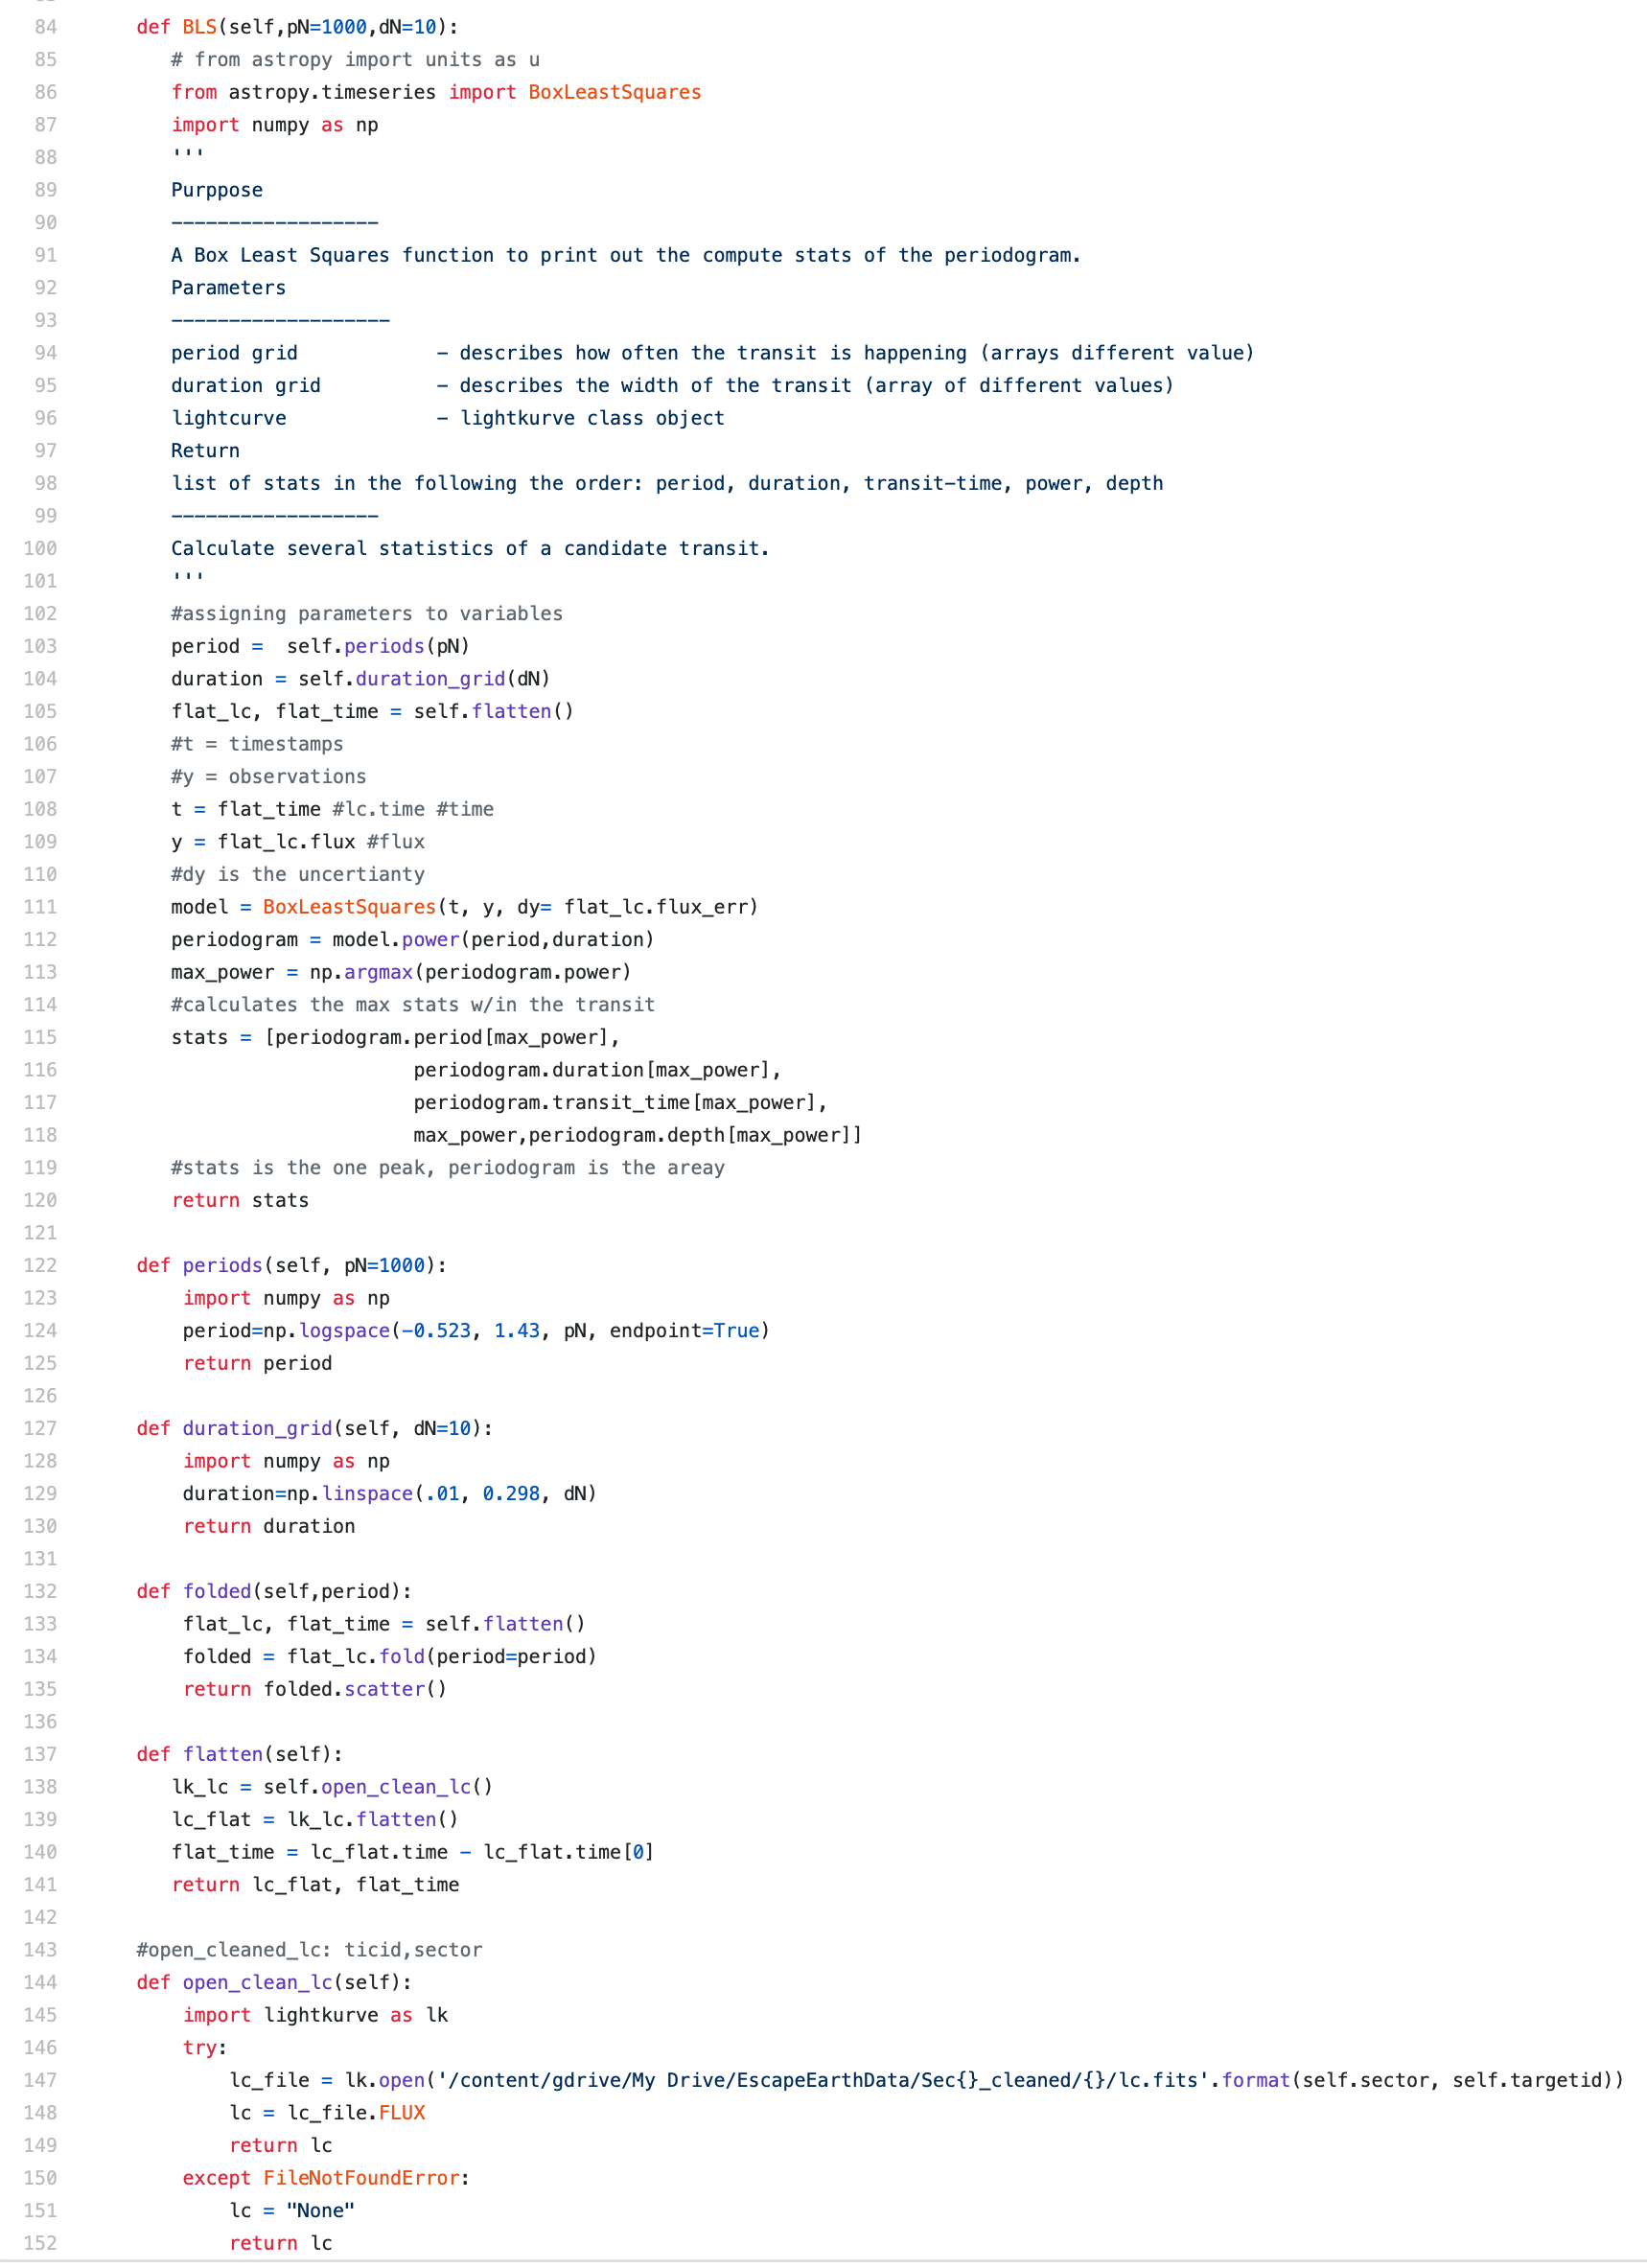 84 def BLS(self,pN=1000,dN=10):
85 # from astropy import units as u
86 from astropy.timeseries import BoxLeastSquares
87 import numpy as np
88 '''
89 Purppose
90 ------------------
91 A Box Least Squares function to print out the compute stats of the periodogram.
92 Parameters
93 -------------------
94 period grid - describes how often the transit is happening (arrays different value)
95 duration grid - describes the width of the transit (array of different values)
96 lightcurve - lightkurve class object
97 Return
98 list of stats in the following the order: period, duration, transit-time, power, depth
99 ------------------
100 Calculate several statistics of a candidate transit.
101 '''
102 #assigning parameters to variables
103 period =  self.periods(pN)
104 duration = self.duration_grid(dN)
105 flat_lc, flat_time = self.flatten()
106 #t = timestamps
107 #y = observations
108 t = flat_time #lc.time #time
109 y = flat_lc.flux #flux
110 #dy is the uncertianty
111 model = BoxLeastSquares(t, y, dy= flat_lc.flux_err)
112 periodogram = model.power(period,duration)
113 max_power = np.argmax(periodogram.power)
114 #calculates the max stats w/in the transit
115 stats = [periodogram.period[max_power],
116 periodogram.duration[max_power],
117 periodogram.transit_time[max_power],
118 max_power,periodogram.depth[max_power]]
119 #stats is the one peak, periodogram is the areay
120 return stats
121
122 def periods(self, pN=1000):
123 import numpy as np
124 period=np.logspace(-0.523, 1.43, pN, endpoint=True)
125 return period
126
127 def duration_grid(self, dN=10):
128 import numpy as np
129 duration=np.linspace(.01, 0.298, dN)
130 return duration
131
132 def folded(self,period):
133 flat_lc, flat_time = self.flatten()
134 folded = flat_lc.fold(period=period)
135 return folded.scatter()
136
137 def flatten(self):
138 lk_lc = self.open_clean_lc()
139 lc_flat = lk_lc.flatten()
140 flat_time = lc_flat.time - lc_flat.time[0]
141 return lc_flat, flat_time
142
143 #open_cleaned_lc: ticid,sector
144 def open_clean_lc(self):
145 import lightkurve as lk
146 try:
147 lc_file = lk.open('/content/gdrive/My Drive/EscapeEarthData/Sec{}_cleaned/{}/lc.fits'.format(self.sector, self.targetid))
148 lc = lc_file.FLUX
149 return lc
150 except FileNotFoundError:
151 lc = "None"
152 return lc